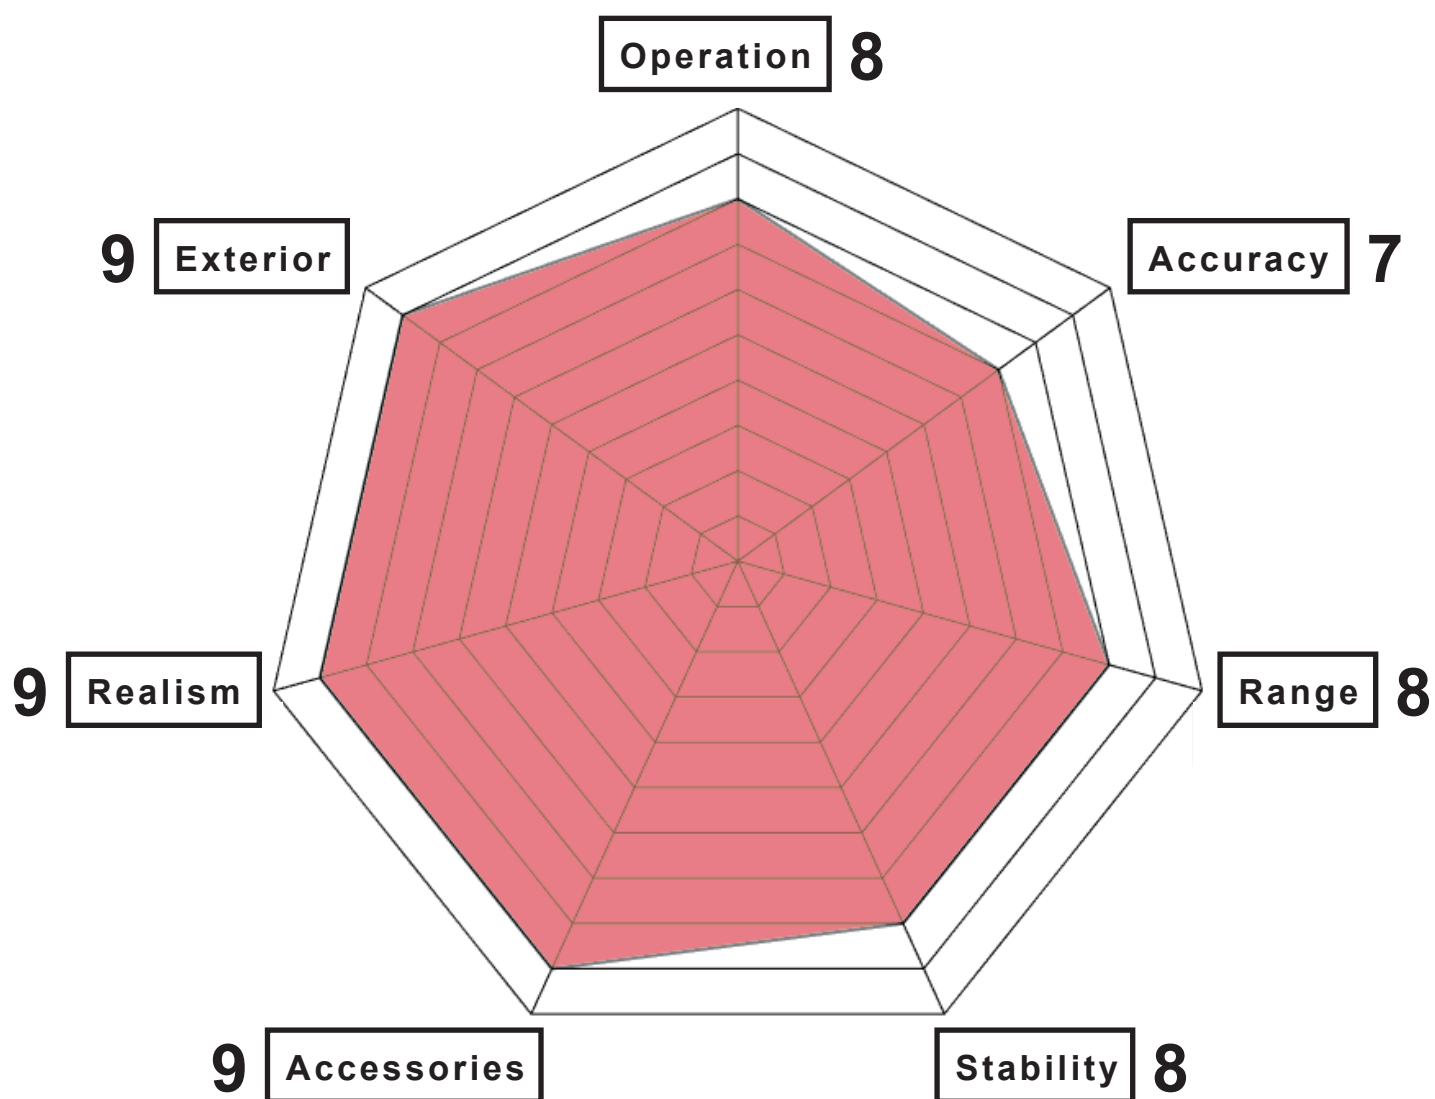 Operation 8
9 Exterior
Accuracy 7
9 Realism
Range 8
9 Accessories
Stability 8